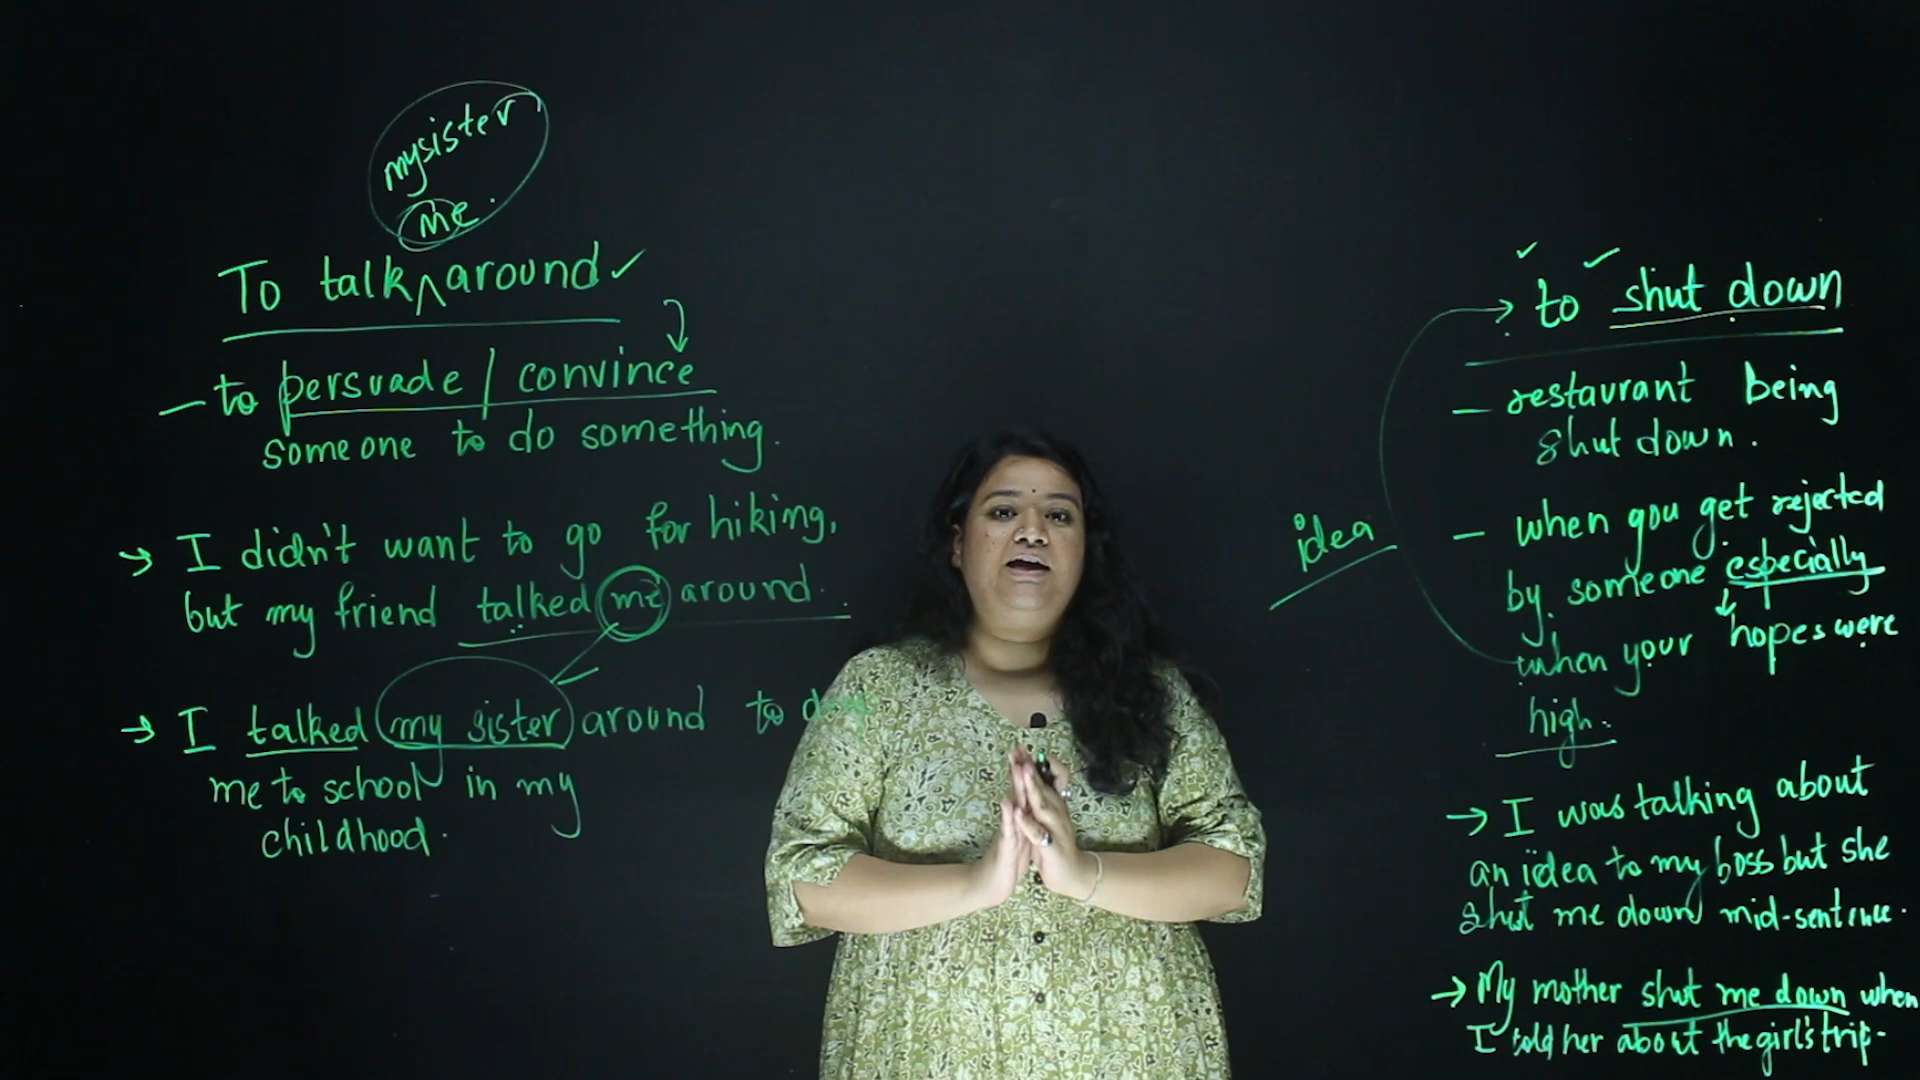 my sister
me.
To talk ^ around ✓
– to persuade / convince
someone to do something.
→ I didn't want to go for hiking,
but my friend talked me around.
→ I talked my sister around to
me to school in my
childhood.
idea
✓ ✓
→ to shut down
– restaurant being
shut down.
– when you get rejected
by someone especially
when your hopes were
high.
→ I was talking about
an idea to my boss but she
shut me down mid-sentence.
→ My mother shut me down when
I told her about the girl's trip-